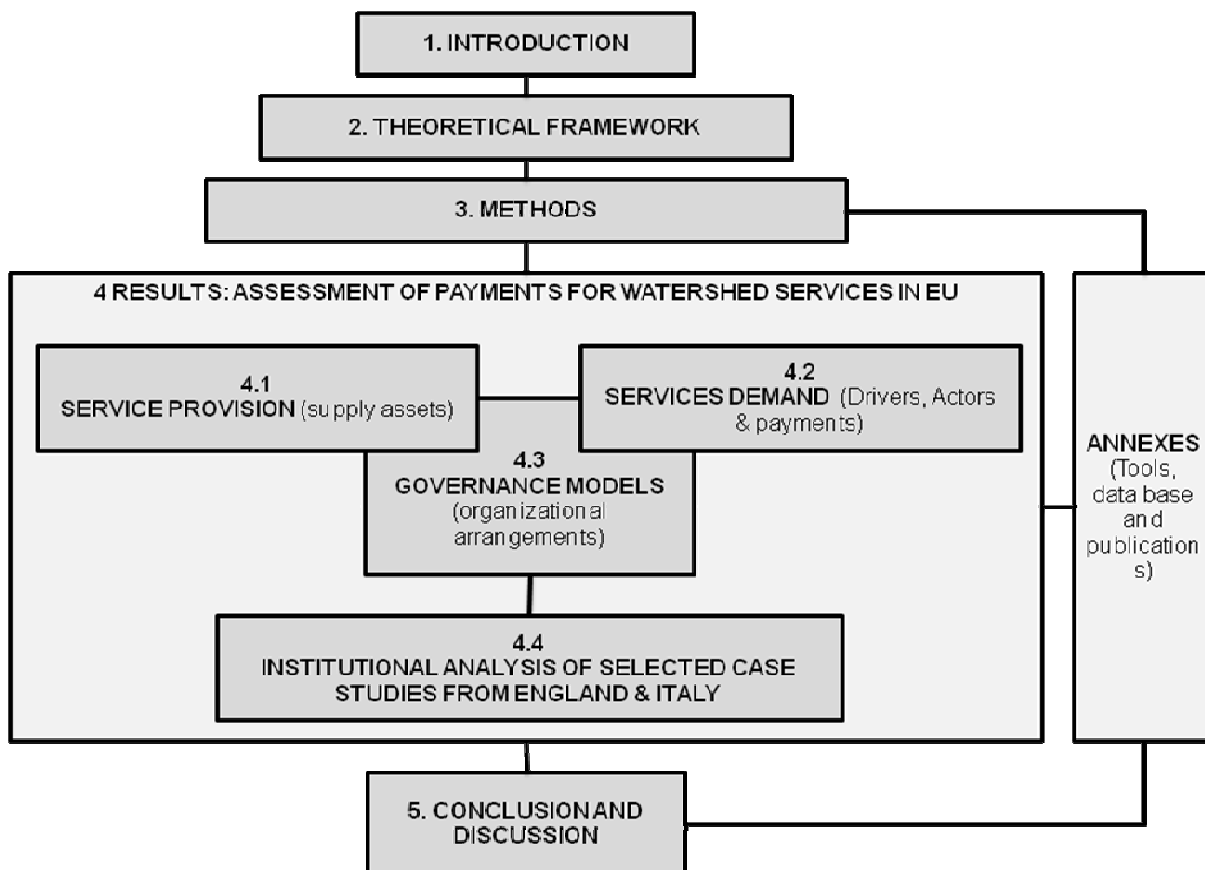 1. INTRODUCTION
2. THEORETICAL FRAMEWORK
3. METHODS
4 RESULTS: ASSESSMENT OF PAYMENTS FOR WATERSHED SERVICES IN EU
4.1
SERVICE PROVISION (supply assets)
4.2
SERVICES DEMAND (Drivers, Actors
& payments)
4.3
GOVERNANCE MODELS
(organizational
arrangements)
4.4
INSTITUTIONAL ANALYSIS OF SELECTED CASE
STUDIES FROM ENGLAND & ITALY
ANNEXES
(Tools,
data base
and
publication
s)
5. CONCLUSION AND
DISCUSSION